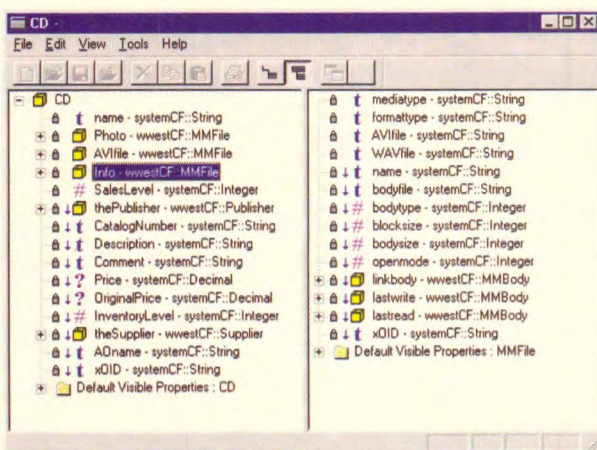 CD -
File Edit View Tools Help
CD
name - systemCF::String
Photo - wwestCF::MMFile
AVIfile - wwestCF::MMFile
Info - wwestCF::MMFile
SalesLevel - systemCF::Integer
thePublisher - wwestCF::Publisher
CatalogNumber - systemCF::String
Description - systemCF::String
Comment - systemCF::String
Price - systemCF::Decimal
OriginalPrice - systemCF::Decimal
InventoryLevel - systemCF::Integer
theSupplier - wwestCF::Supplier
AOname - systemCF::String
xOID - systemCF::String
Default Visible Properties : CD
mediatype - systemCF::String
formattype - systemCF::String
AVIfile - systemCF::String
WAVfile - systemCF::String
name - systemCF::String
bodyfile - systemCF::String
bodytype - systemCF::Integer
blocksize - systemCF::Integer
bodysize - systemCF::Integer
openmode - systemCF::Integer
linkbody - wwestCF::MMBody
lastwrite - wwestCF::MMBody
lastread - wwestCF::MMBody
xOID - systemCF::String
Default Visible Properties : MMFile